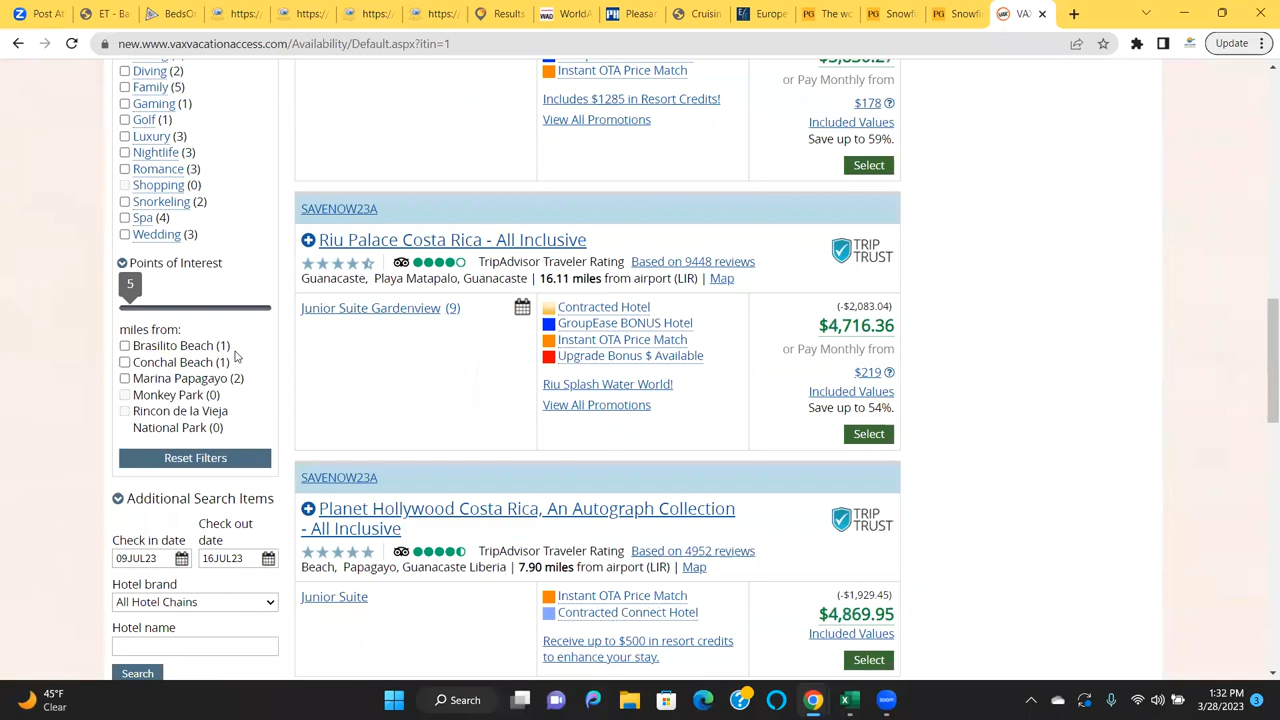 Post Ati
ET - Ba
BedsO
https://
https://
https://
https://
Results
WorldA
Pleasar
Cruisin
Europe
The wo
Snowfi
Snowfi
VAX
new.www.vaxvacationaccess.com/Availability/Default.aspx?itin=1
Update
Diving (2)
Family (5)
Gaming (1)
Golf (1)
Luxury (3)
Nightlife (3)
Romance (3)
Shopping (0)
Snorkeling (2)
Spa (4)
Wedding (3)
Points of Interest
5
miles from:
Brasilito Beach (1)
Conchal Beach (1)
Marina Papagayo (2)
Monkey Park (0)
Rincon de la Vieja
National Park (0)
Reset Filters
Additional Search Items
Check in date
Check out
date
09JUL23
16JUL23
Hotel brand
All Hotel Chains
Hotel name
Search
Instant OTA Price Match
Includes $1285 in Resort Credits!
View All Promotions
or Pay Monthly from
$178
Included Values
Save up to 59%.
Select
SAVENOW23A
Riu Palace Costa Rica - All Inclusive
TripAdvisor Traveler Rating Based on 9448 reviews
Guanacaste, Playa Matapalo, Guanacaste | 16.11 miles from airport (LIR) | Map
TRIP
TRUST
Junior Suite Gardenview (9)
Contracted Hotel
GroupEase BONUS Hotel
Instant OTA Price Match
Upgrade Bonus $ Available
Riu Splash Water World!
View All Promotions
(-$2,083.04)
$4,716.36
or Pay Monthly from
$219
Included Values
Save up to 54%.
Select
SAVENOW23A
Planet Hollywood Costa Rica, An Autograph Collection
- All Inclusive
TripAdvisor Traveler Rating Based on 4952 reviews
Beach, Papagayo, Guanacaste Liberia | 7.90 miles from airport (LIR) | Map
TRIP
TRUST
Junior Suite
Instant OTA Price Match
Contracted Connect Hotel
Receive up to $500 in resort credits
to enhance your stay.
(-$1,929.45)
$4,869.95
Included Values
Select
45°F
Clear
Search
1:32 PM
3/28/2023